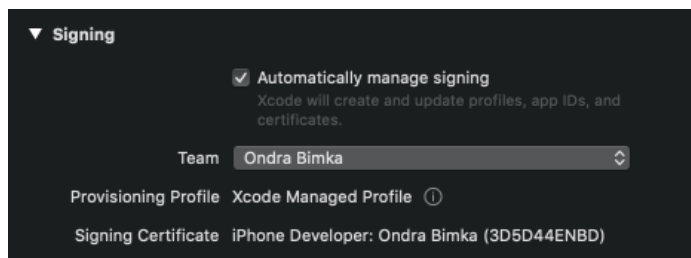 Signing
Automatically manage signing
Xcode will create and update profiles, app IDs, and
certificates.
Team Ondra Bimka
Provisioning Profile Xcode Managed Profile
Signing Certificate iPhone Developer: Ondra Bimka (3D5D44ENBD)